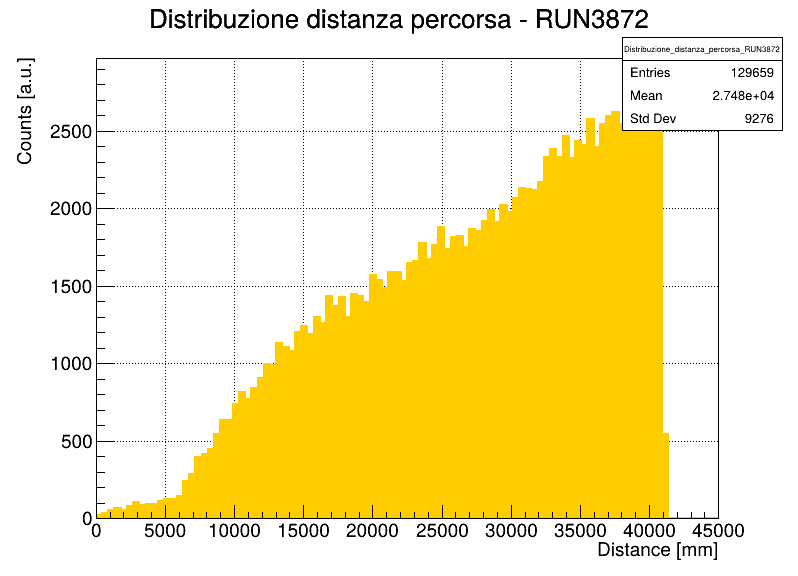 Distribuzione distanza percorsa - RUN3872
Distribuzione_distanza_percorsa_RUN3872
Entries 129659
Mean 2.748e+04
Std Dev 9276
Counts [a.u.]
2500
2000
1500
1000
500
0
0 5000 10000 15000 20000 25000 30000 35000 40000 45000
Distance [mm]